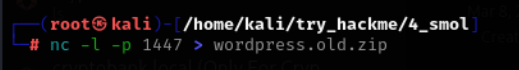 ┌──(root㉿kali)-[/home/kali/try_hackme/4_smol]
└─# nc -l -p 1447 > wordpress.old.zip